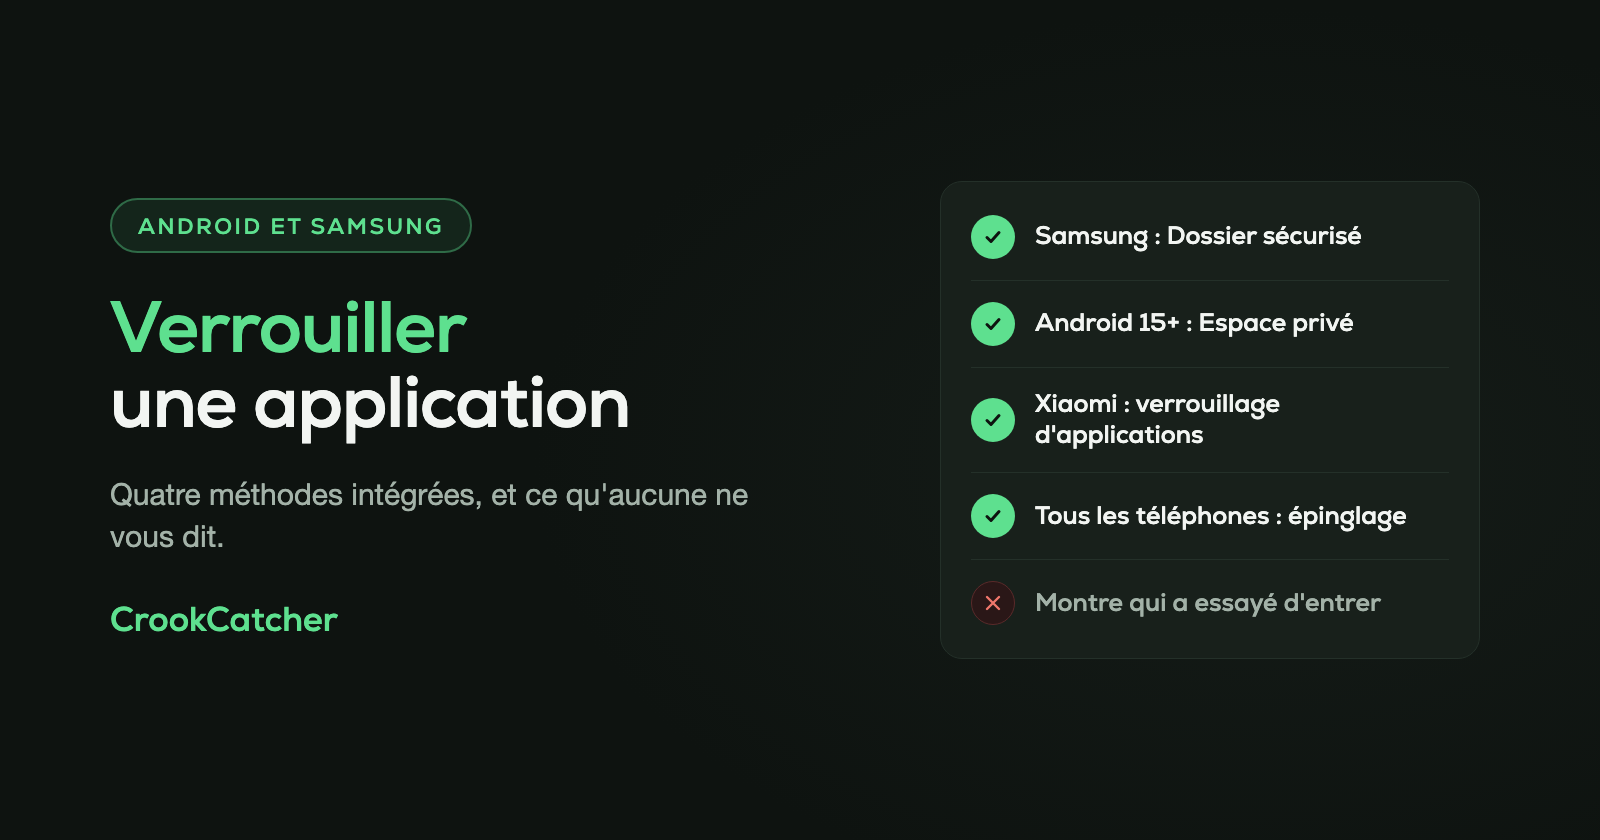 ANDROID ET SAMSUNG
Verrouiller
une application
Quatre méthodes intégrées, et ce qu'aucune ne
vous dit.
CrookCatcher
Samsung : Dossier sécurisé
Android 15+ : Espace privé
Xiaomi : verrouillage
d'applications
Tous les téléphones : épinglage
Montre qui a essayé d'entrer